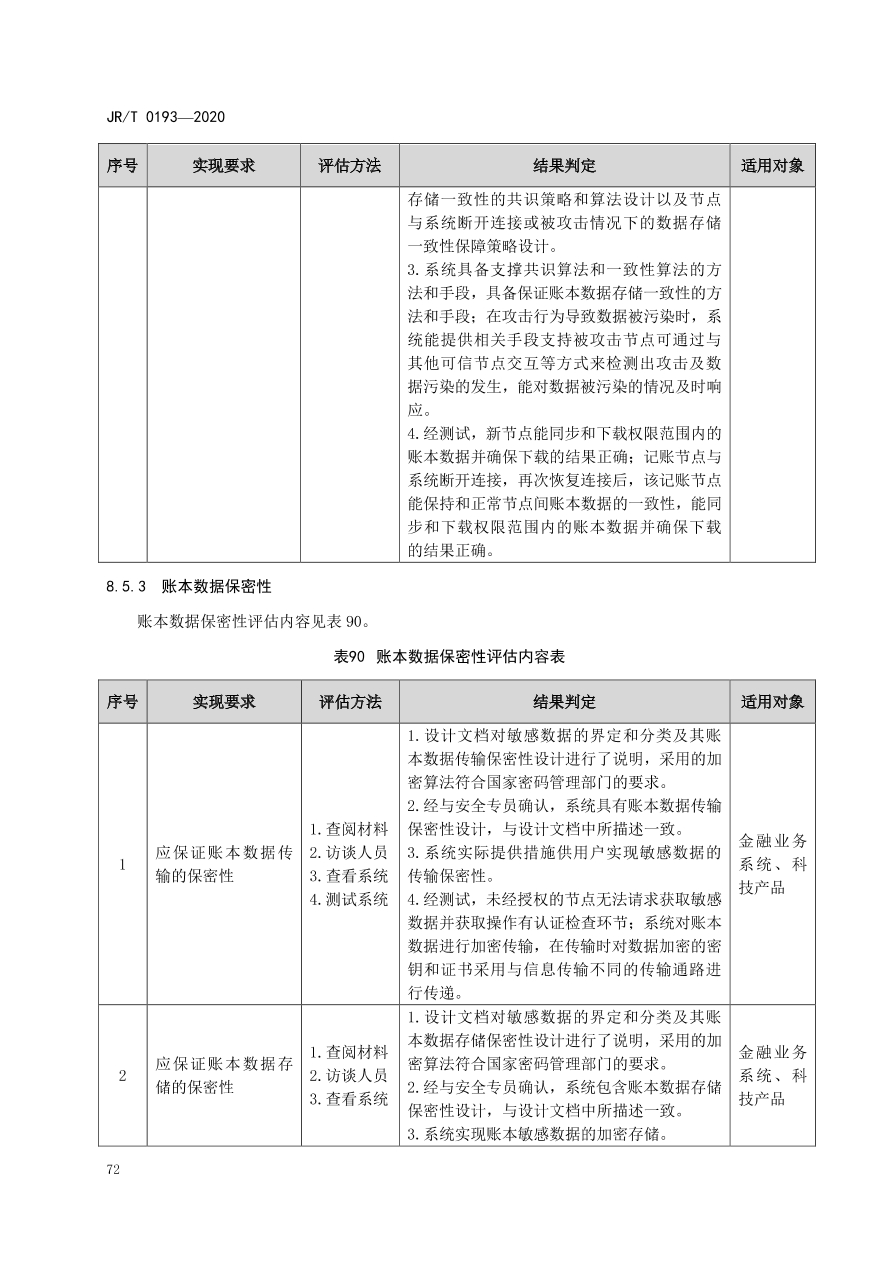 JR/T 0193—2020
序号 实现要求 评估方法 结果判定 适用对象
存储一致性的共识策略和算法设计以及节点
与系统断开连接或被攻击情况下的数据存储
一致性保障策略设计。
3.系统具备支撑共识算法和一致性算法的方
法和手段，具备保证账本数据存储一致性的方
法和手段；在攻击行为导致数据被污染时，系
统能提供相关手段支持被攻击节点可通过与
其他可信节点交互等方式来检测出攻击及数
据污染的发生，能对数据被污染的情况及时响
应。
4.经测试，新节点能同步和下载权限范围内的
账本数据并确保下载的结果正确；记账节点与
系统断开连接，再次恢复连接后，该记账节点
能保持和正常节点间账本数据的一致性，能同
步和下载权限范围内的账本数据并确保下载
的结果正确。
8.5.3 账本数据保密性
账本数据保密性评估内容见表 90。
表90 账本数据保密性评估内容表
序号 实现要求 评估方法 结果判定 适用对象
1
应保证账本数据传
输的保密性
1.查阅材料
2.访谈人员
3.查看系统
4.测试系统
1.设计文档对敏感数据的界定和分类及其账
本数据传输保密性设计进行了说明，采用的加
密算法符合国家密码管理部门的要求。
2.经与安全专员确认，系统具有账本数据传输
保密性设计，与设计文档中所描述一致。
3.系统实际提供措施供用户实现敏感数据的
传输保密性。
4.经测试，未经授权的节点无法请求获取敏感
数据并获取操作有认证检查环节；系统对账本
数据进行加密传输，在传输时对数据加密的密
钥和证书采用与信息传输不同的传输通路进
行传递。
金融业务
系统、科
技产品
2
应保证账本数据存
储的保密性
1.查阅材料
2.访谈人员
3.查看系统
1.设计文档对敏感数据的界定和分类及其账
本数据存储保密性设计进行了说明，采用的加
密算法符合国家密码管理部门的要求。
2.经与安全专员确认，系统包含账本数据存储
保密性设计，与设计文档中所描述一致。
3.系统实现账本敏感数据的加密存储。
金融业务
系统、科
技产品
72